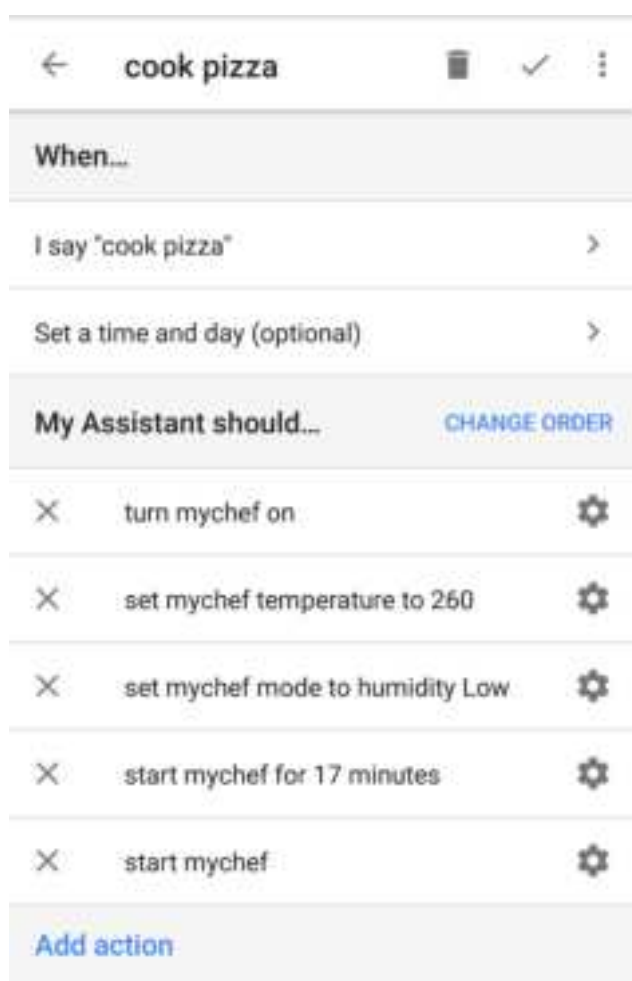 cook pizza
When...
I say "cook pizza"
Set a time and day (optional)
My Assistant should... CHANGE ORDER
turn mychef on
set mychef temperature to 260
set mychef mode to humidity Low
start mychef for 17 minutes
start mychef
Add action